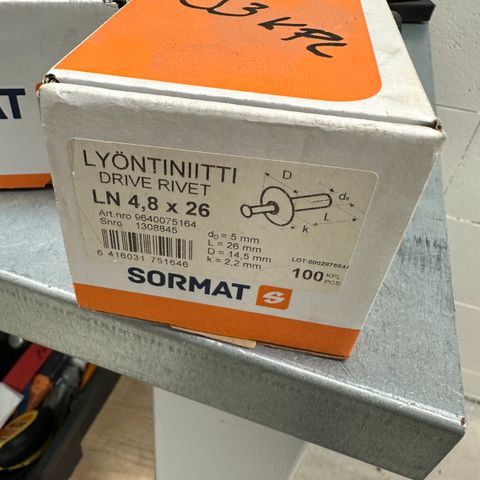 3 KPL
LYÖNTINIITTI
DRIVE RIVET
LN 4,8 x 26
Art.nro 9640075164
Snro 1308845
6 416031 751646
d₀ = 5 mm
L = 26 mm
D = 14,5 mm
k = 2,2 mm
D
d₀
L
k
LOT
100 KPL
PCS
SORMAT
AT